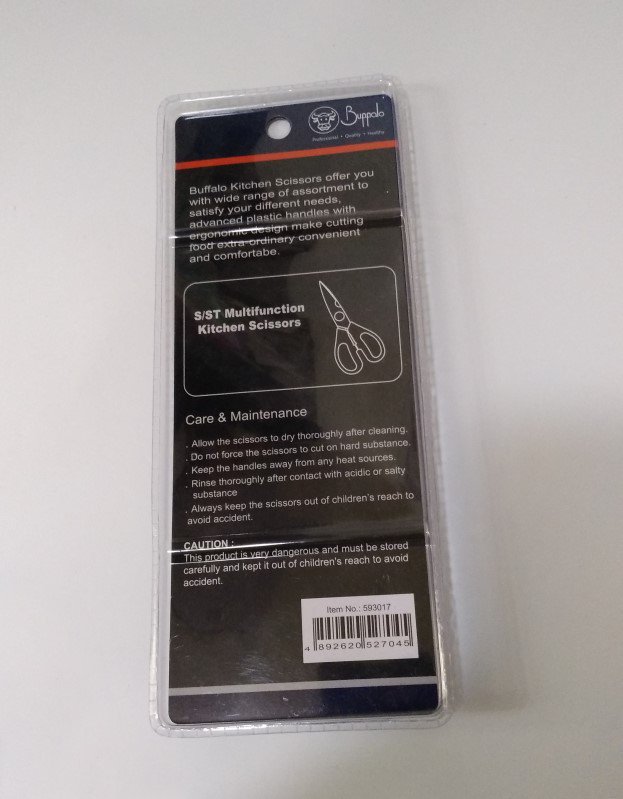 Buffalo
Professional • Quality • Healthy
Buffalo Kitchen Scissors offer you
with wide range of assortment to
satisfy your different needs,
advanced plastic handles with
ergonomic design make cutting
food extra-ordinary convenient
and comfortabe.
S/ST Multifunction
Kitchen Scissors
Care & Maintenance
. Allow the scissors to dry thoroughly after cleaning.
. Do not force the scissors to cut on hard substance.
. Keep the handles away from any heat sources.
. Rinse thoroughly after contact with acidic or salty
substance
. Always keep the scissors out of children's reach to
avoid accident.
CAUTION :
This product is very dangerous and must be stored
carefully and kept it out of children's reach to avoid
accident.
Item No.: 593017
4 892620 527045